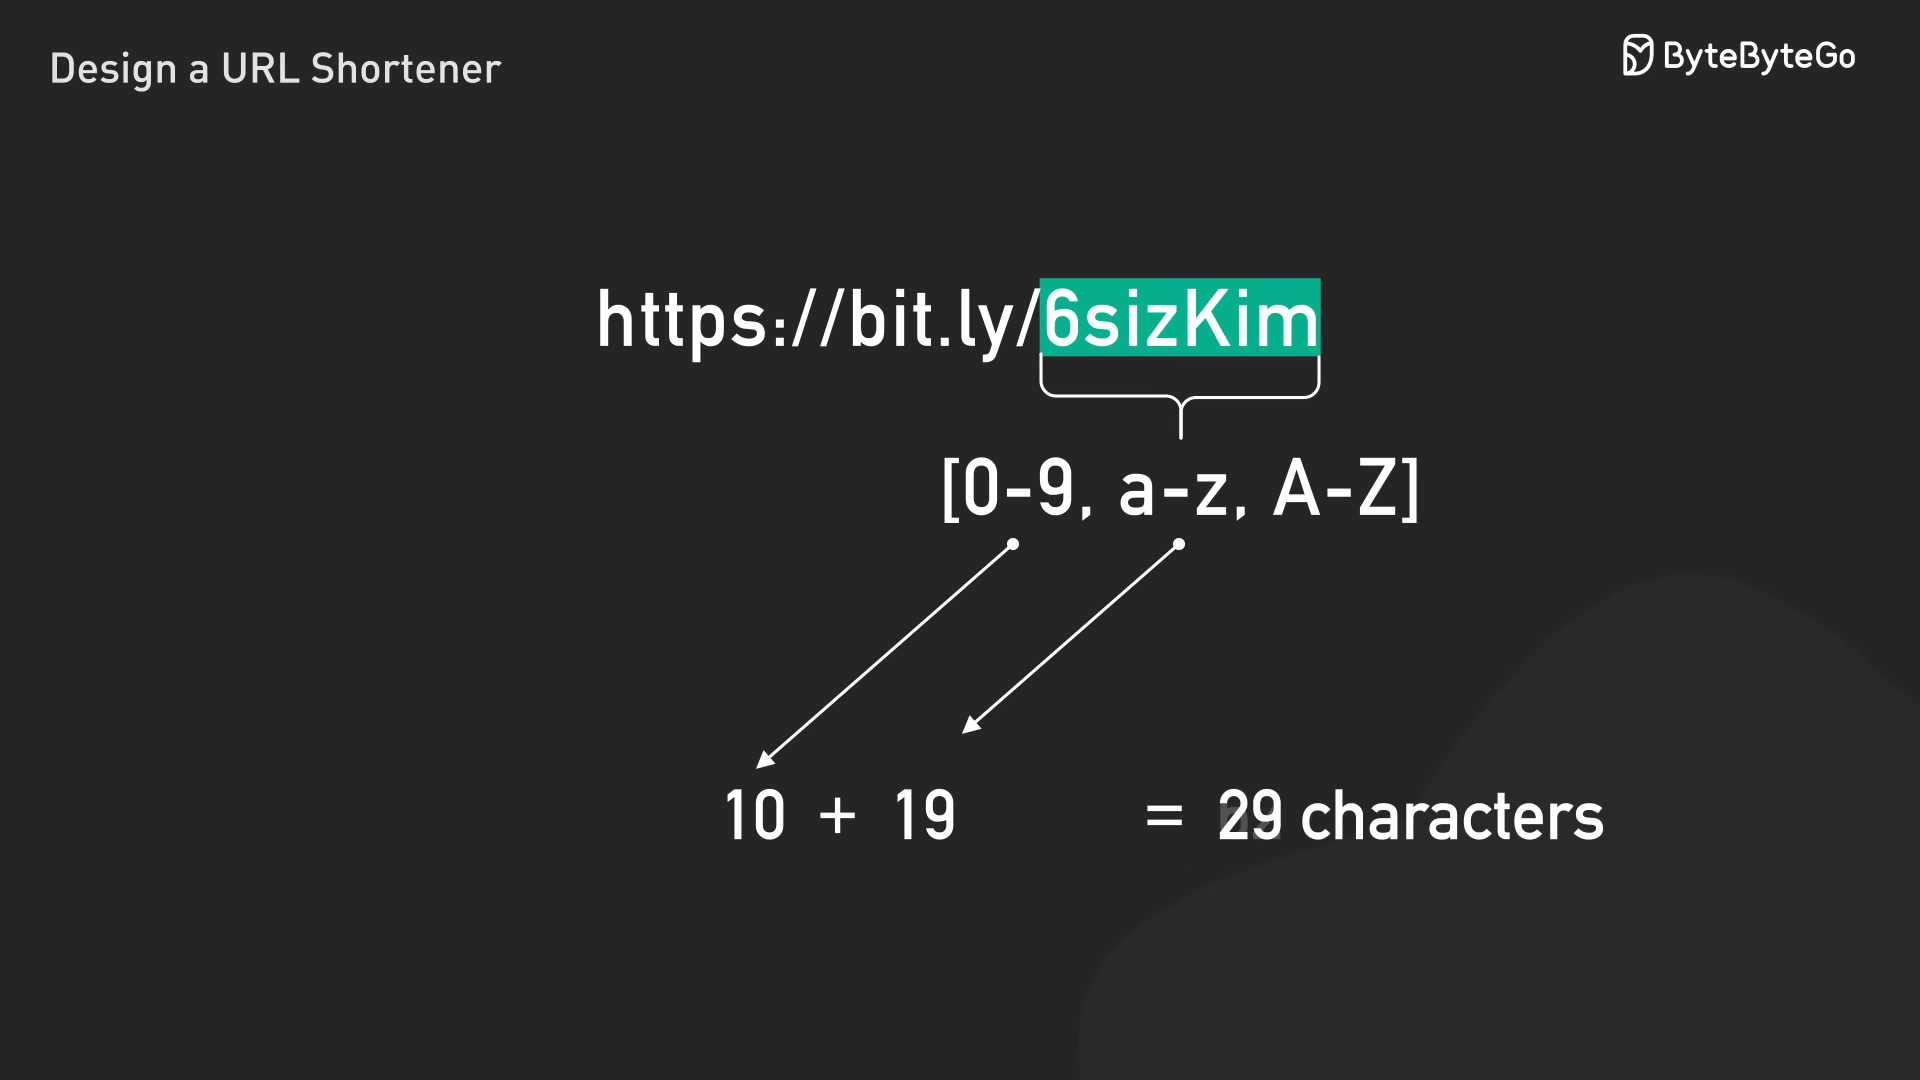 Design a URL Shortener
ByteByteGo
https://bit.ly/6sizKim
[0-9, a-z, A-Z]
10 + 19 = 29 characters